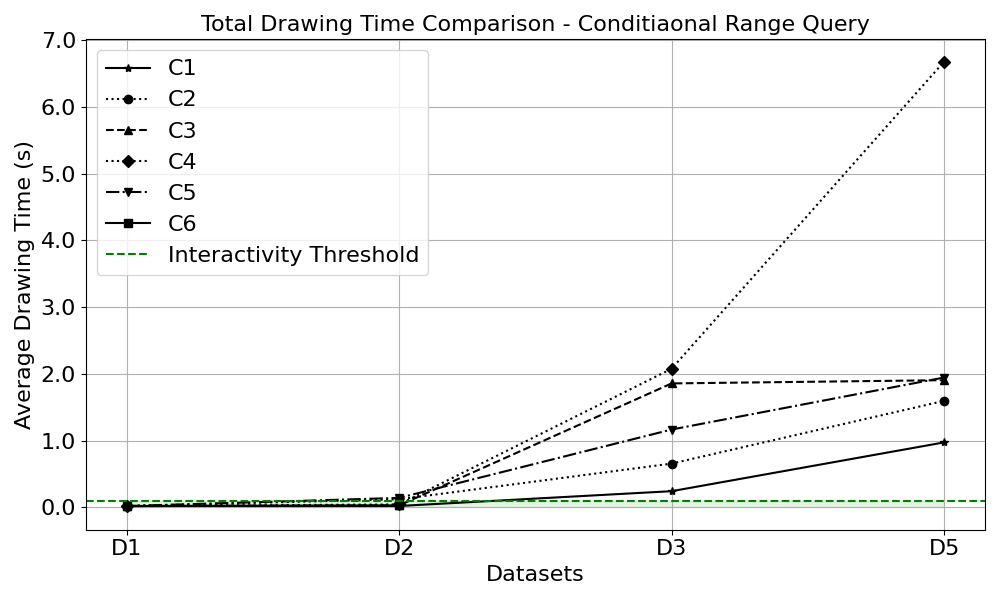 Total Drawing Time Comparison - Conditiaonal Range Query
7.0
6.0
5.0
4.0
3.0
2.0
1.0
0.0
Average Drawing Time (s)
C1
C2
C3
C4
C5
C6
Interactivity Threshold
D1 D2 D3 D5
Datasets